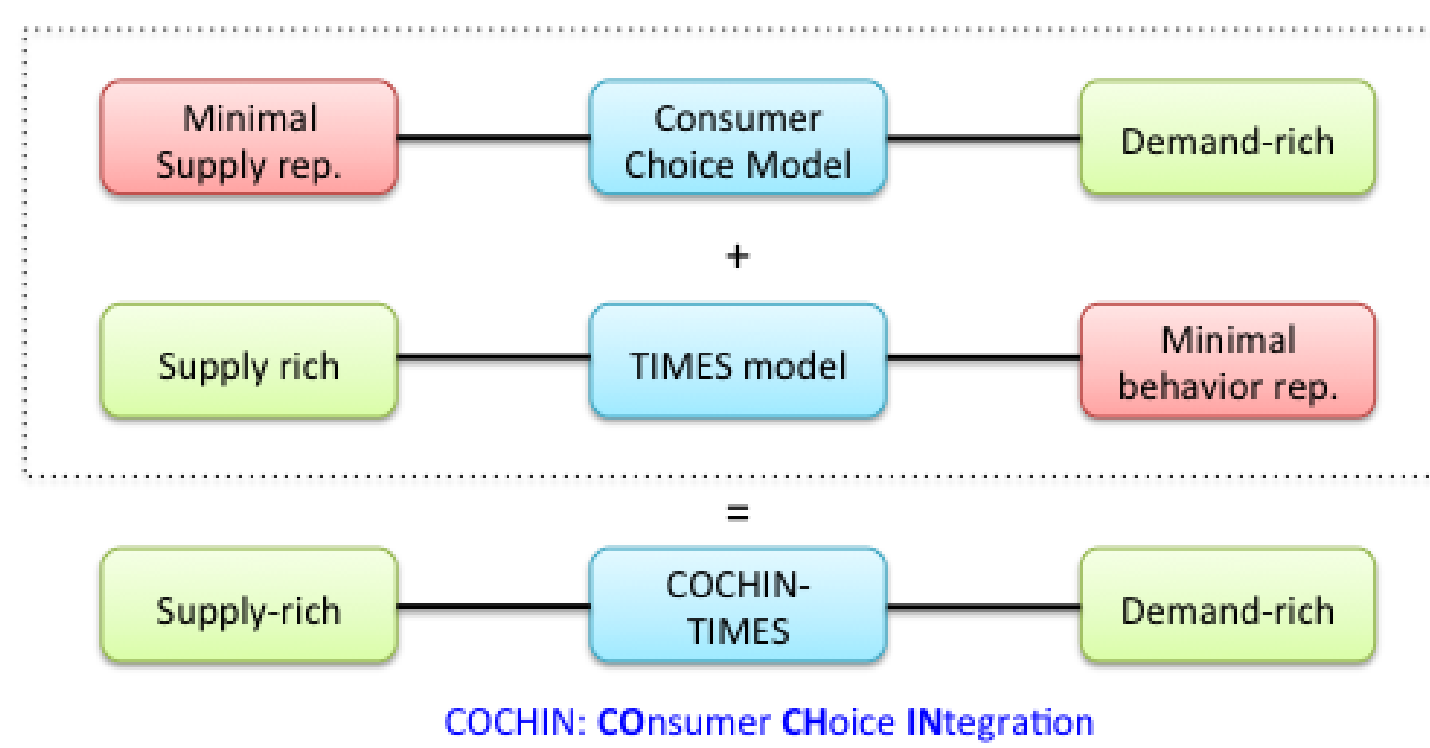 Minimal
Supply rep.
Consumer
Choice Model
Demand-rich
+
Supply rich
TIMES model
Minimal
behavior rep.
=
Supply-rich
COCHIN-
TIMES
Demand-rich
COCHIN: COnsumer CHoice INtegration